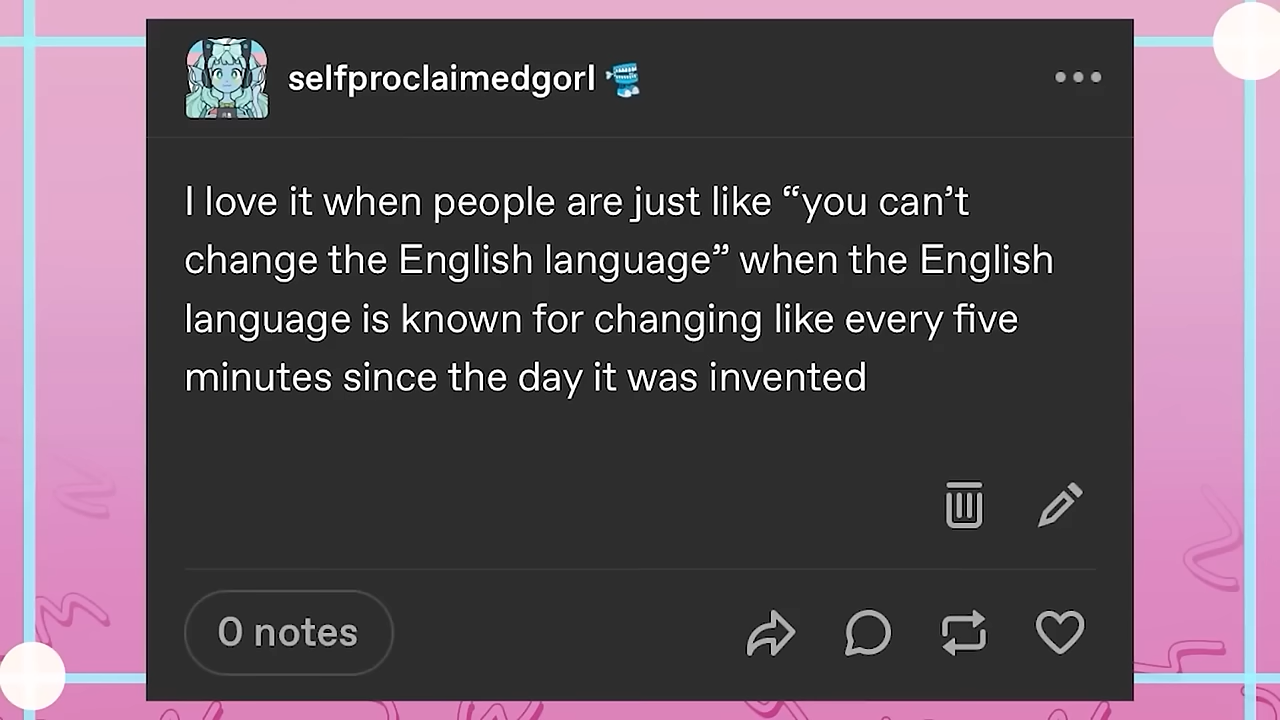 selfproclaimedgorl
I love it when people are just like “you can’t
change the English language” when the English
language is known for changing like every five
minutes since the day it was invented
0 notes